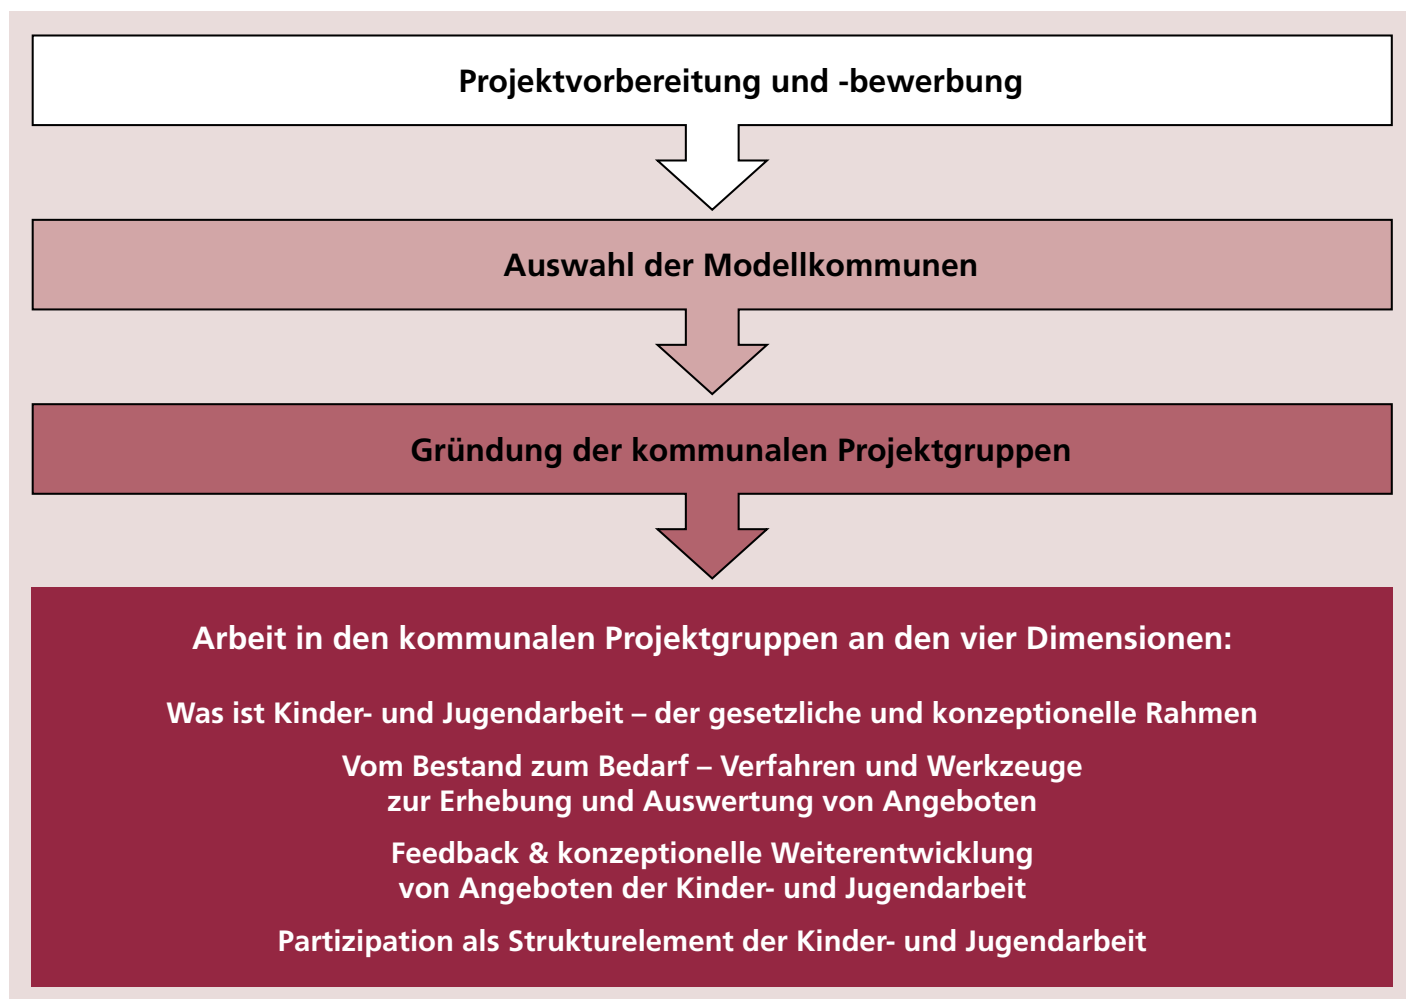 Projektvorbereitung und -bewerbung
Auswahl der Modellkommunen
Gründung der kommunalen Projektgruppen
Arbeit in den kommunalen Projektgruppen an den vier Dimensionen:
Was ist Kinder- und Jugendarbeit – der gesetzliche und konzeptionelle Rahmen
Vom Bestand zum Bedarf – Verfahren und Werkzeuge
zur Erhebung und Auswertung von Angeboten
Feedback & konzeptionelle Weiterentwicklung
von Angeboten der Kinder- und Jugendarbeit
Partizipation als Strukturelement der Kinder- und Jugendarbeit